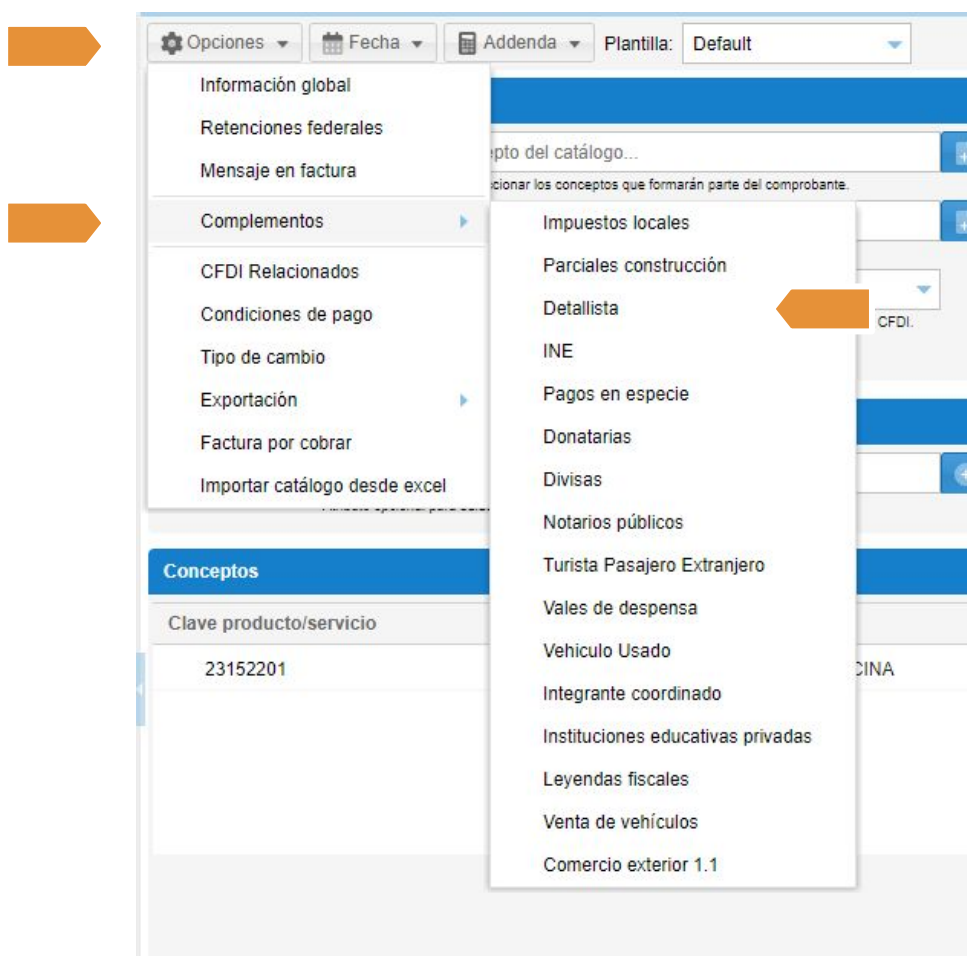 Opciones Fecha Addenda Plantilla: Default
Información global
Retenciones federales
pto del catálogo...
Mensaje en factura
cionar los conceptos que formarán parte del comprobante.
Complementos
Impuestos locales
Parciales construcción
CFDI Relacionados
Detallista
Condiciones de pago
CFDI.
INE
Tipo de cambio
Pagos en especie
Exportación
Donatarias
Factura por cobrar
Divisas
Importar catálogo desde excel
Notarios públicos
Conceptos
Turista Pasajero Extranjero
Vales de despensa
Clave producto/servicio
Vehiculo Usado
23152201
CINA
Integrante coordinado
Instituciones educativas privadas
Leyendas fiscales
Venta de vehículos
Comercio exterior 1.1